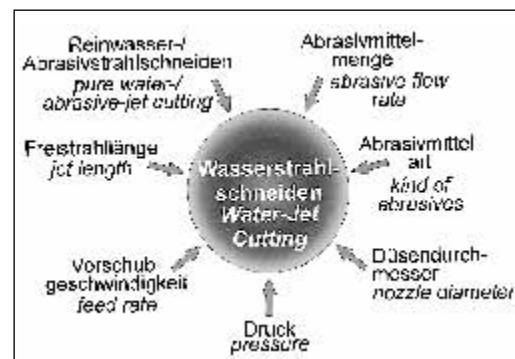 Reinwasser-/
Abrasivstrahlschneiden
pure water-/
abrasive-jet cutting
Abrasivmittel-
menge
abrasive flow
rate
Freistrahllänge
jet length
Wasserstrahl-
schneiden
Water-Jet
Cutting
Abrasivmittel
art
kind of
abrasives
Vorschub
geschwindigkeit
feed rate
Düsendurch-
messer
nozzle diameter
Druck
pressure